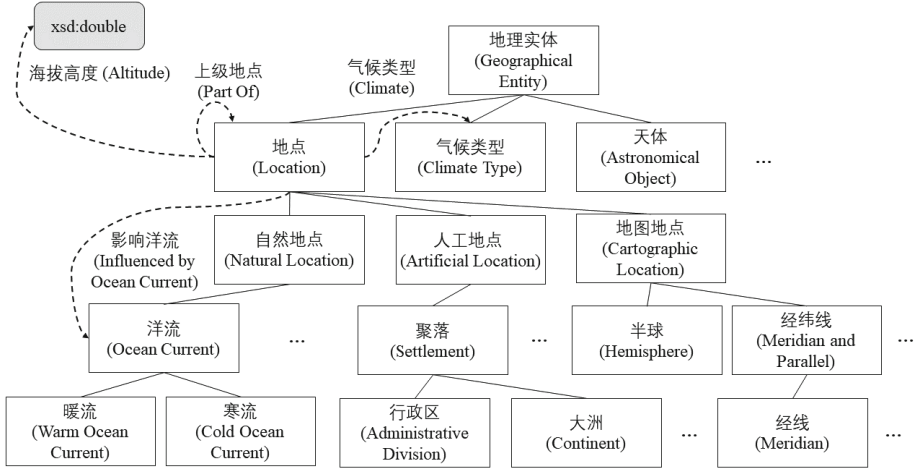 xsd:double
海拔高度 (Altitude)
上级地点
(Part Of)
气候类型
(Climate)
地理实体
(Geographical
Entity)
地点
(Location)
气候类型
(Climate Type)
天体
(Astronomical
Object)
...
影响洋流
(Influenced by
Ocean Current)
自然地点
(Natural Location)
人工地点
(Artificial Location)
地图地点
(Cartographic
Location)
洋流
(Ocean Current)
...
聚落
(Settlement)
...
半球
(Hemisphere)
经纬线
(Meridian and
Parallel)
...
暖流
(Warm Ocean
Current)
寒流
(Cold Ocean
Current)
行政区
(Administrative
Division)
大洲
(Continent)
...
经线
(Meridian)
...